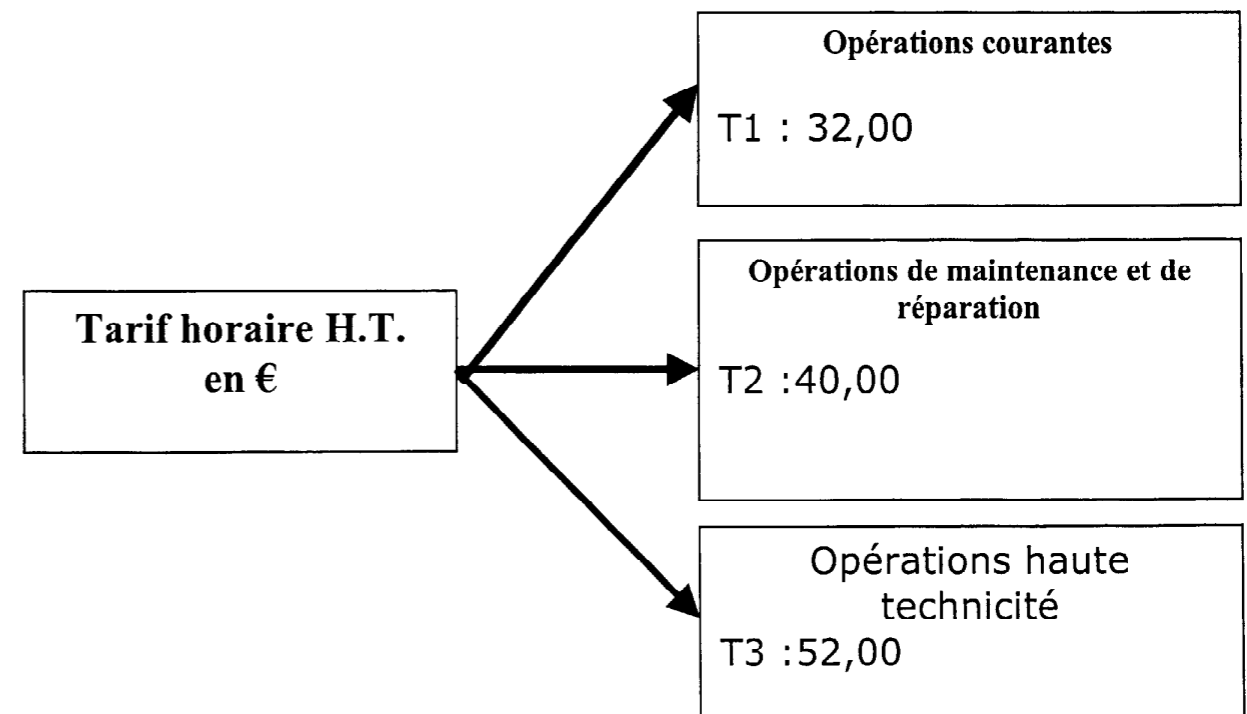 Tarif horaire H.T.
en €
Opérations courantes
T1 : 32,00
Opérations de maintenance et de
réparation
T2 :40,00
Opérations haute
technicité
T3 :52,00